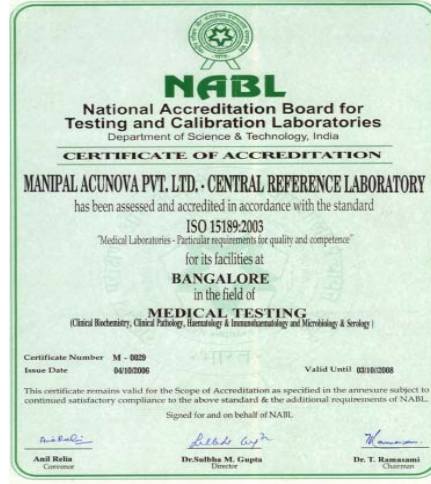 NABL
National Accreditation Board for
Testing and Calibration Laboratories
Department of Science & Technology, India
CERTIFICATE OF ACCREDITATION
MANIPAL ACUNOVA PVT. LTD. - CENTRAL REFERENCE LABORATORY
has been assessed and accredited in accordance with the standard
ISO 15189:2003
"Medical Laboratories - Particular requirements for quality and competence"
for its facilities at
BANGALORE
in the field of
MEDICAL TESTING
(Clinical Biochemistry, Clinical Pathology, Haematology & Immunohaematology and Microbiology & Serology )
Certificate Number M - 0029
Issue Date 04/10/2006 Valid Until 03/10/2008
This certificate remains valid for the Scope of Accreditation as specified in the annexure subject to
continued satisfactory compliance to the above standard & the additional requirements of NABL.
Signed for and on behalf of NABL
Anil Relia Dr. T. Ramasami
Convenor Director Chairman